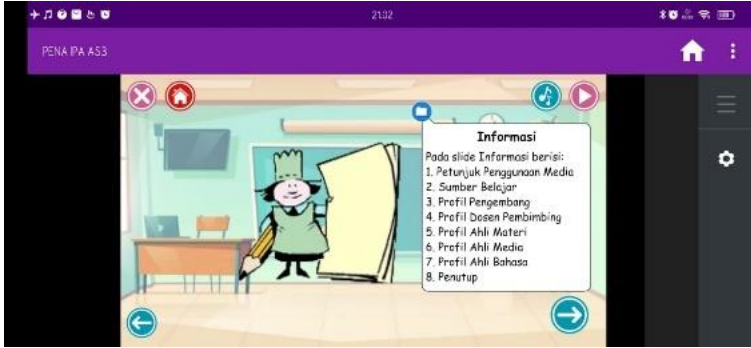 21:02
PENA IPA AS3
Informasi
Pada slide Informasi berisi:
1. Petunjuk Penggunaan Media
2. Sumber Belajar
3. Profil Pengembang
4. Profil Dosen Pembimbing
5. Profil Ahli Materi
6. Profil Ahli Media
7. Profil Ahli Bahasa
8. Penutup